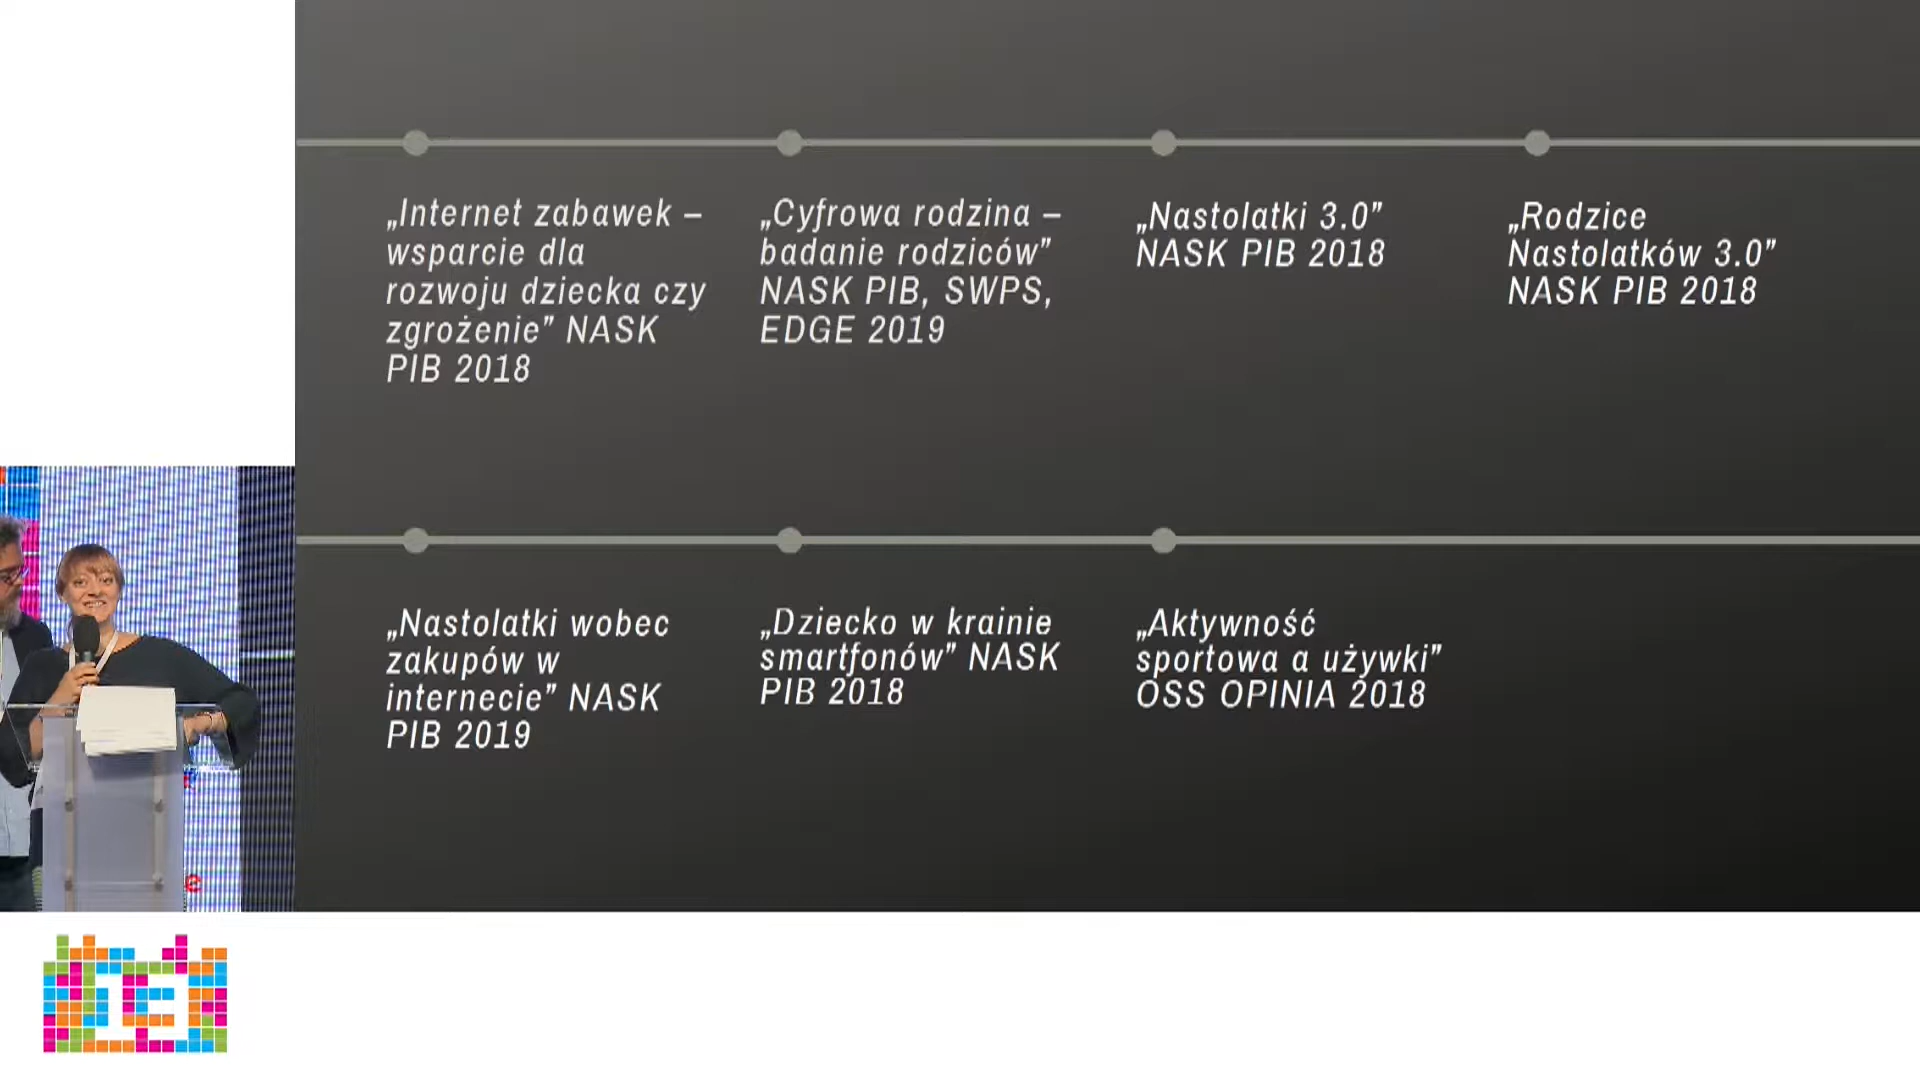 „Internet zabawek –
wsparcie dla
rozwoju dziecka czy
zgrożenie” NASK
PIB 2018
„Cyfrowa rodzina –
badanie rodziców”
NASK PIB, SWPS,
EDGE 2019
„Nastolatki 3.0”
NASK PIB 2018
„Rodzice
Nastolatków 3.0”
NASK PIB 2018
„Nastolatki wobec
zakupów w
internecie” NASK
PIB 2019
„Dziecko w krainie
smartfonów” NASK
PIB 2018
„Aktywność
sportowa a używki”
OSS OPINIA 2018